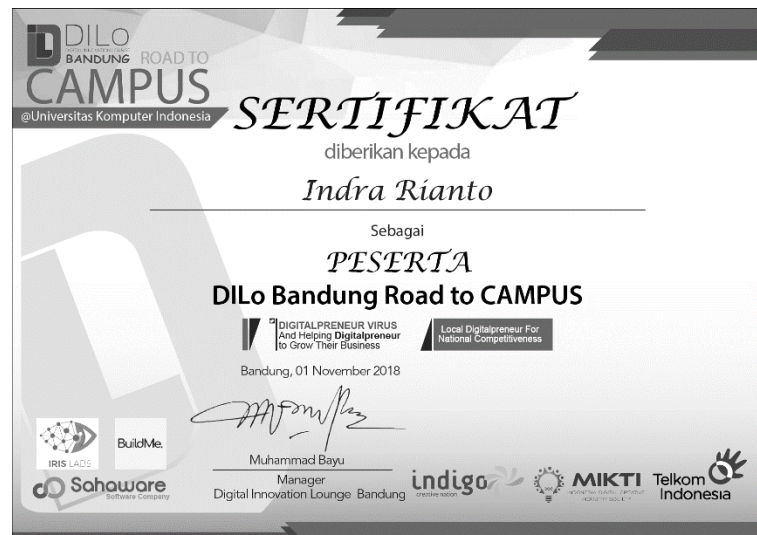 DILo
BANDUNG ROAD TO
CAMPUS
@Universitas Komputer Indonesia
SERTIFIKAT
diberikan kepada
Indra Rianto
Sebagai
PESERTA
DILo Bandung Road to CAMPUS
DIGITALPRENEUR VIRUS
And Helping Digitalpreneur
to Grow Their Business
Local Digitalpreneur For
National Competitiveness
Bandung, 01 November 2018
Muhammad Bayu
Manager
Digital Innovation Lounge Bandung
IRIS LABS
BuildMe.
Sahaware
Software Company
indigo
creative nation
MIKTI
Telkom
Indonesia